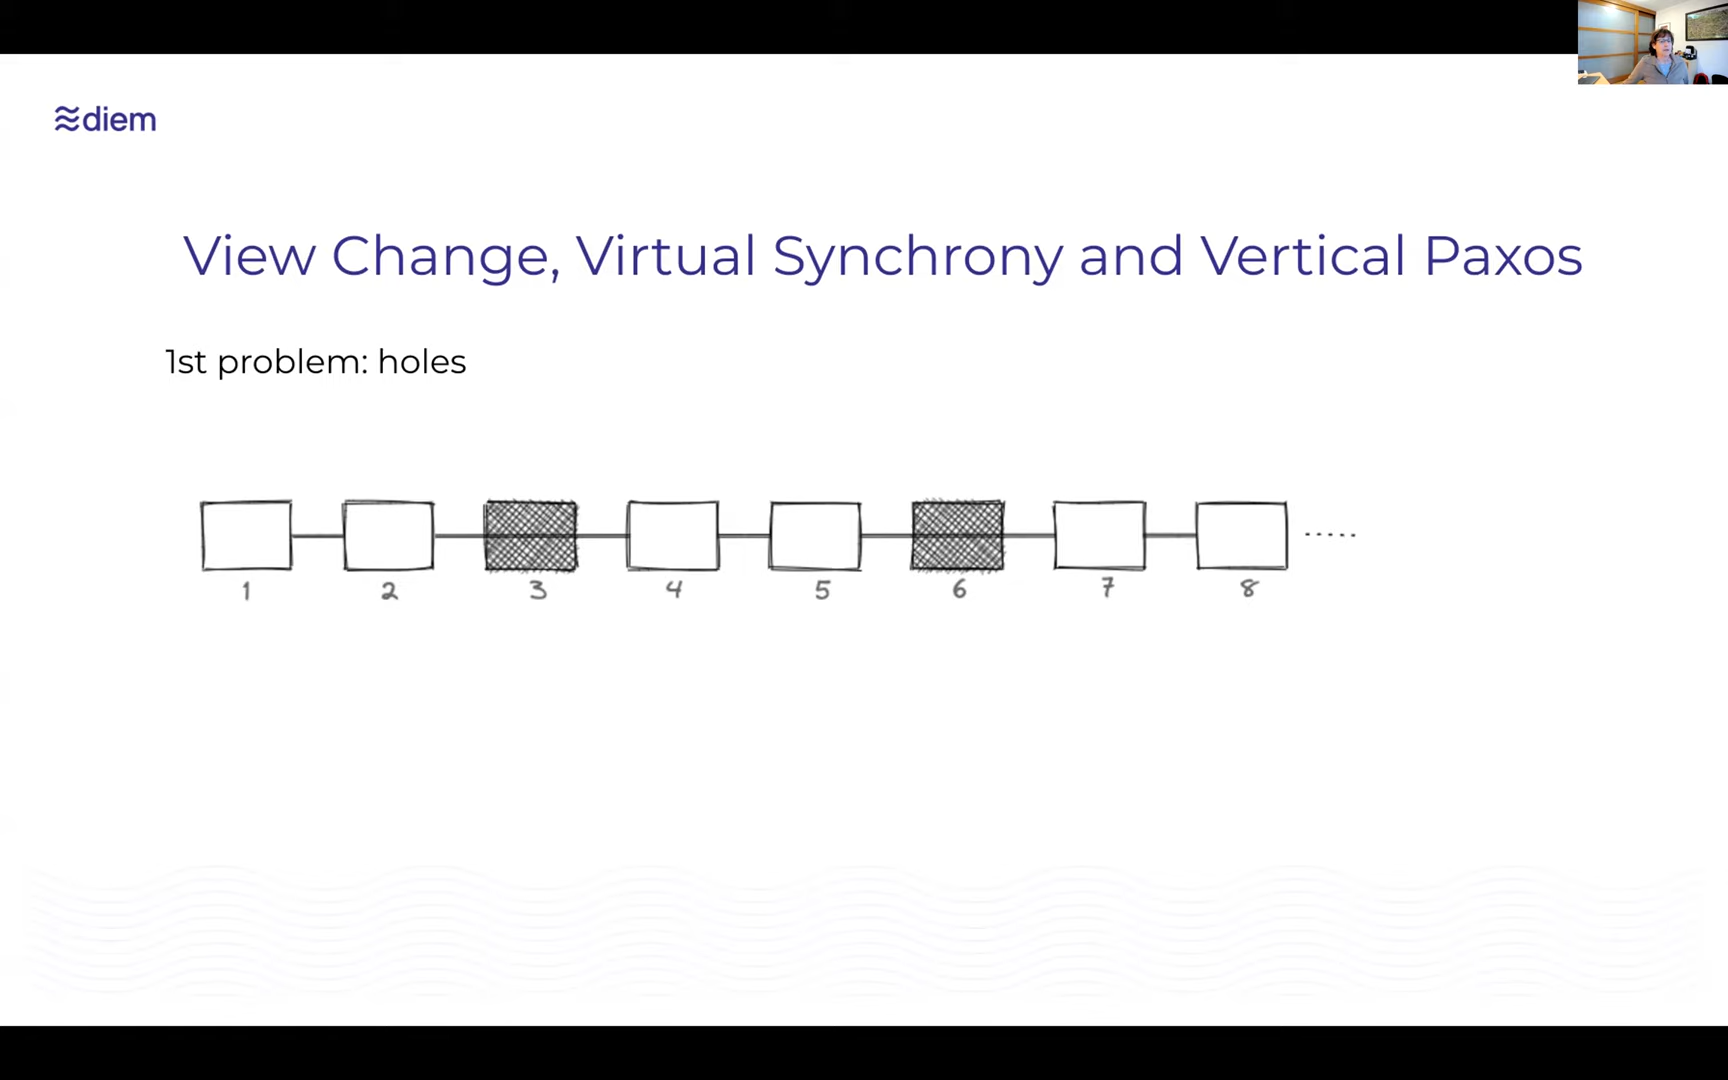 diem
View Change, Virtual Synchrony and Vertical Paxos
1st problem: holes
1 2 3 4 5 6 7 8